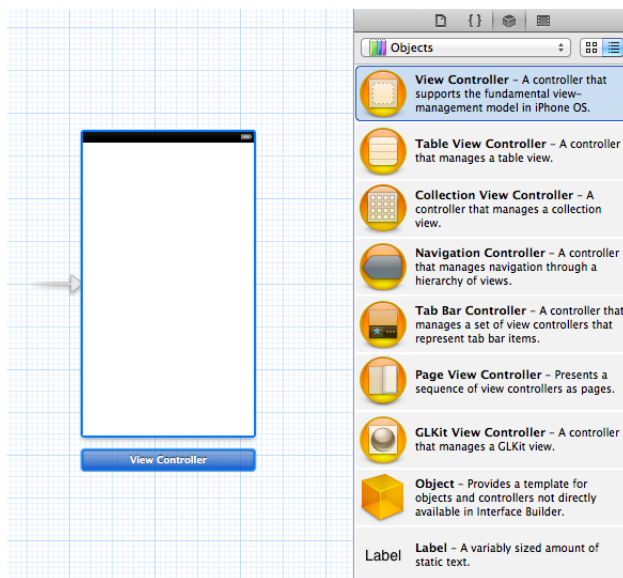 { }
Objects
View Controller – A controller that
supports the fundamental view-
management model in iPhone OS.
Table View Controller – A controller
that manages a table view.
Collection View Controller – A
controller that manages a collection
view.
Navigation Controller – A controller
that manages navigation through a
hierarchy of views.
Tab Bar Controller – A controller that
manages a set of view controllers that
represent tab bar items.
Page View Controller – Presents a
sequence of view controllers as pages.
GLKit View Controller – A controller
that manages a GLKit view.
Object – Provides a template for
objects and controllers not directly
available in Interface Builder.
Label
Label – A variably sized amount of
static text.
View Controller